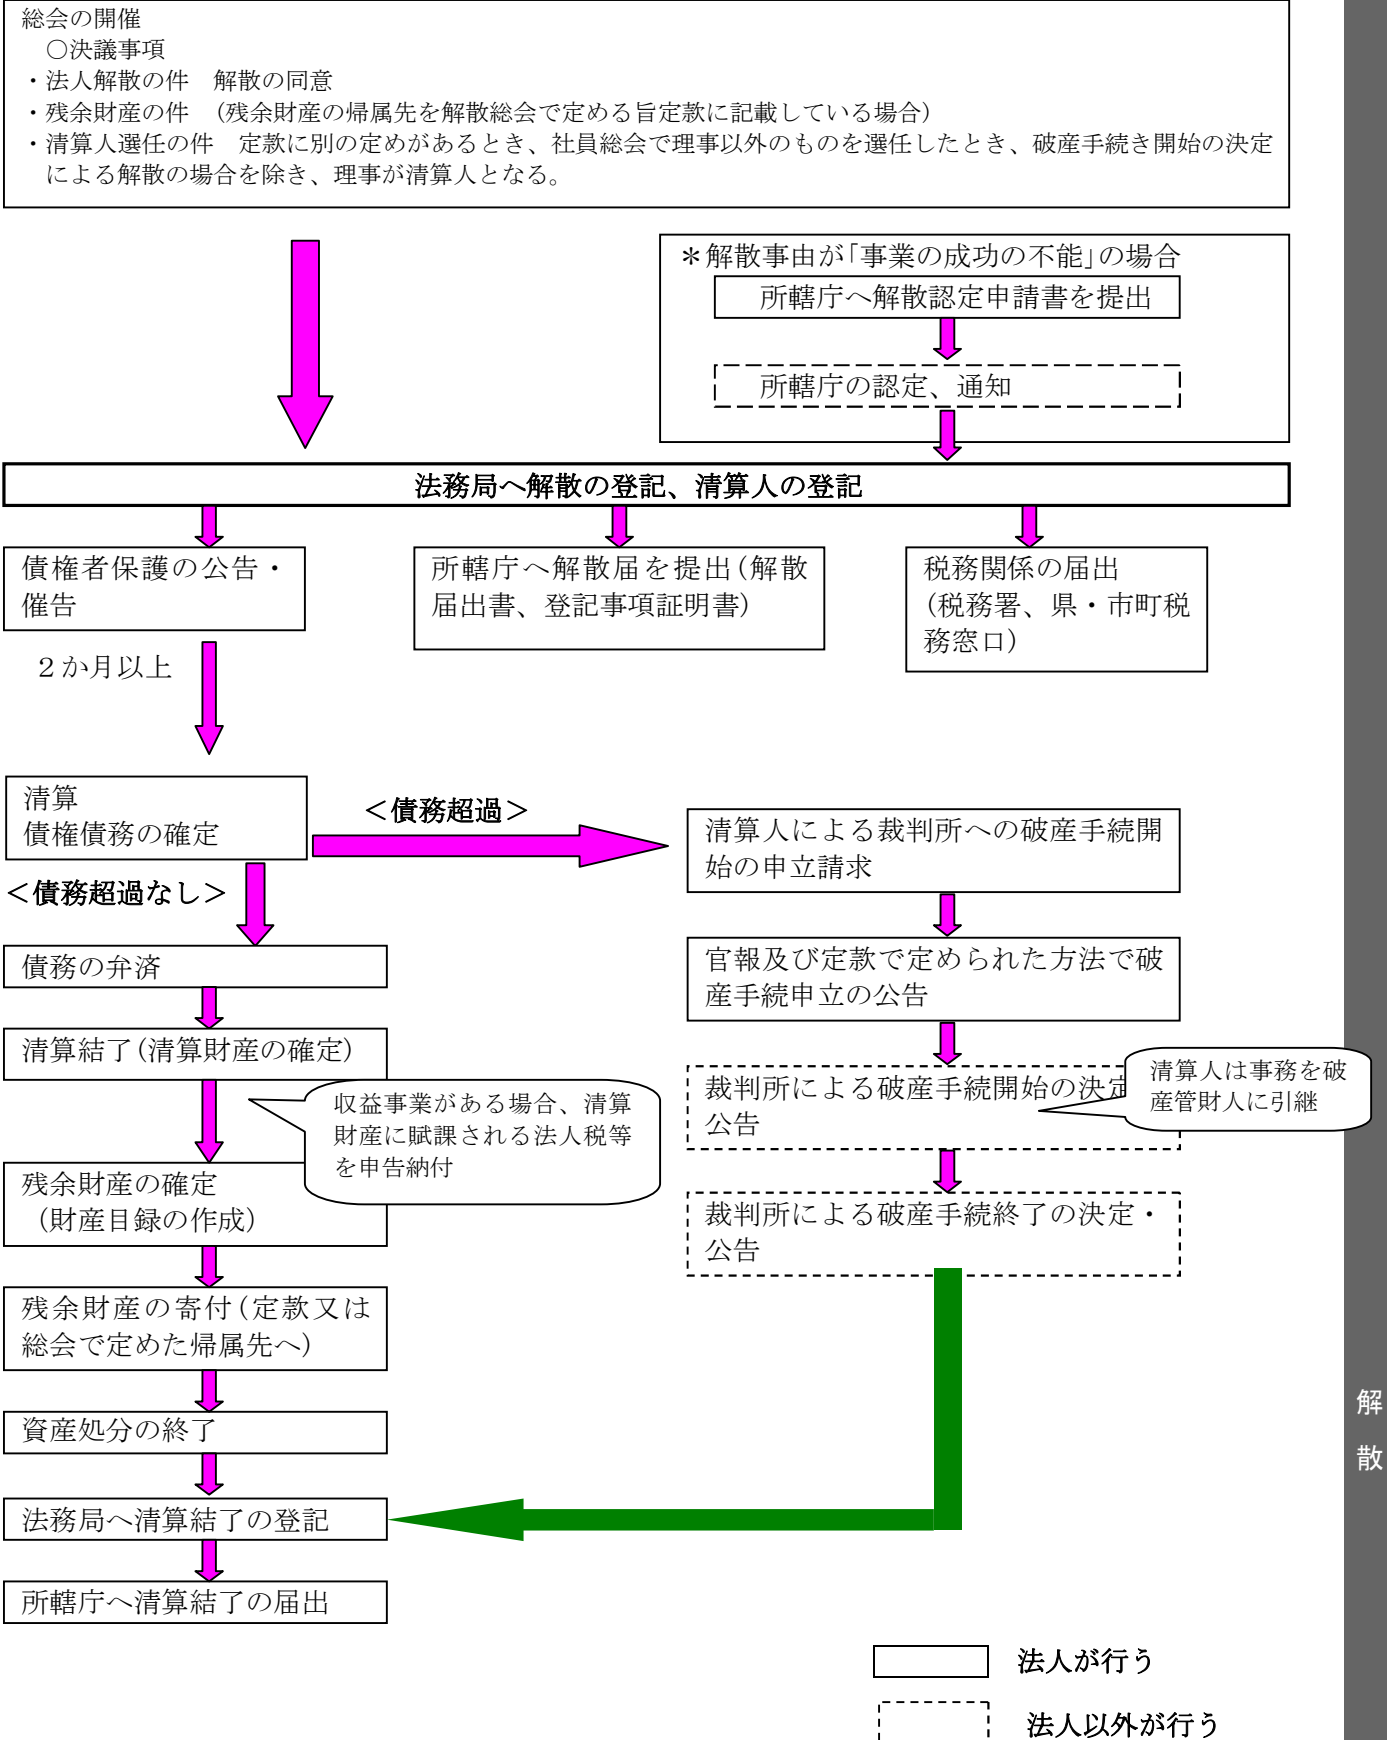 総会の開催
○決議事項
・法人解散の件　解散の同意
・残余財産の件　(残余財産の帰属先を解散総会で定める旨定款に記載している場合)
・清算人選任の件　定款に別の定めがあるとき、社員総会で理事以外のものを選任したとき、破産手続き開始の決定
による解散の場合を除き、理事が清算人となる。
＊解散事由が｢事業の成功の不能｣の場合
所轄庁へ解散認定申請書を提出
所轄庁の認定、通知
法務局へ解散の登記、清算人の登記
債権者保護の公告・
催告
所轄庁へ解散届を提出(解散
届出書、登記事項証明書)
税務関係の届出
(税務署、県・市町税
務窓口)
２か月以上
清算
債権債務の確定
＜債務超過＞
清算人による裁判所への破産手続開
始の申立請求
＜債務超過なし＞
債務の弁済
官報及び定款で定められた方法で破
産手続申立の公告
清算結了(清算財産の確定)
裁判所による破産手続開始の決定
公告
清算人は事務を破
産管財人に引継
収益事業がある場合、清算
財産に賦課される法人税等
を申告納付
残余財産の確定
(財産目録の作成)
裁判所による破産手続終了の決定・
公告
残余財産の寄付(定款又は
総会で定めた帰属先へ)
資産処分の終了
法務局へ清算結了の登記
所轄庁へ清算結了の届出
解
散
法人が行う
法人以外が行う